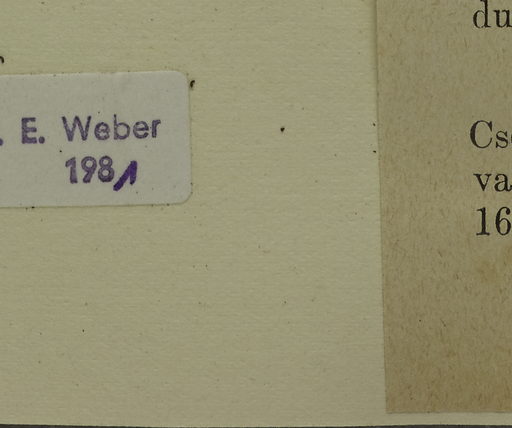 . E. Weber
1981
du
Cs
va
16